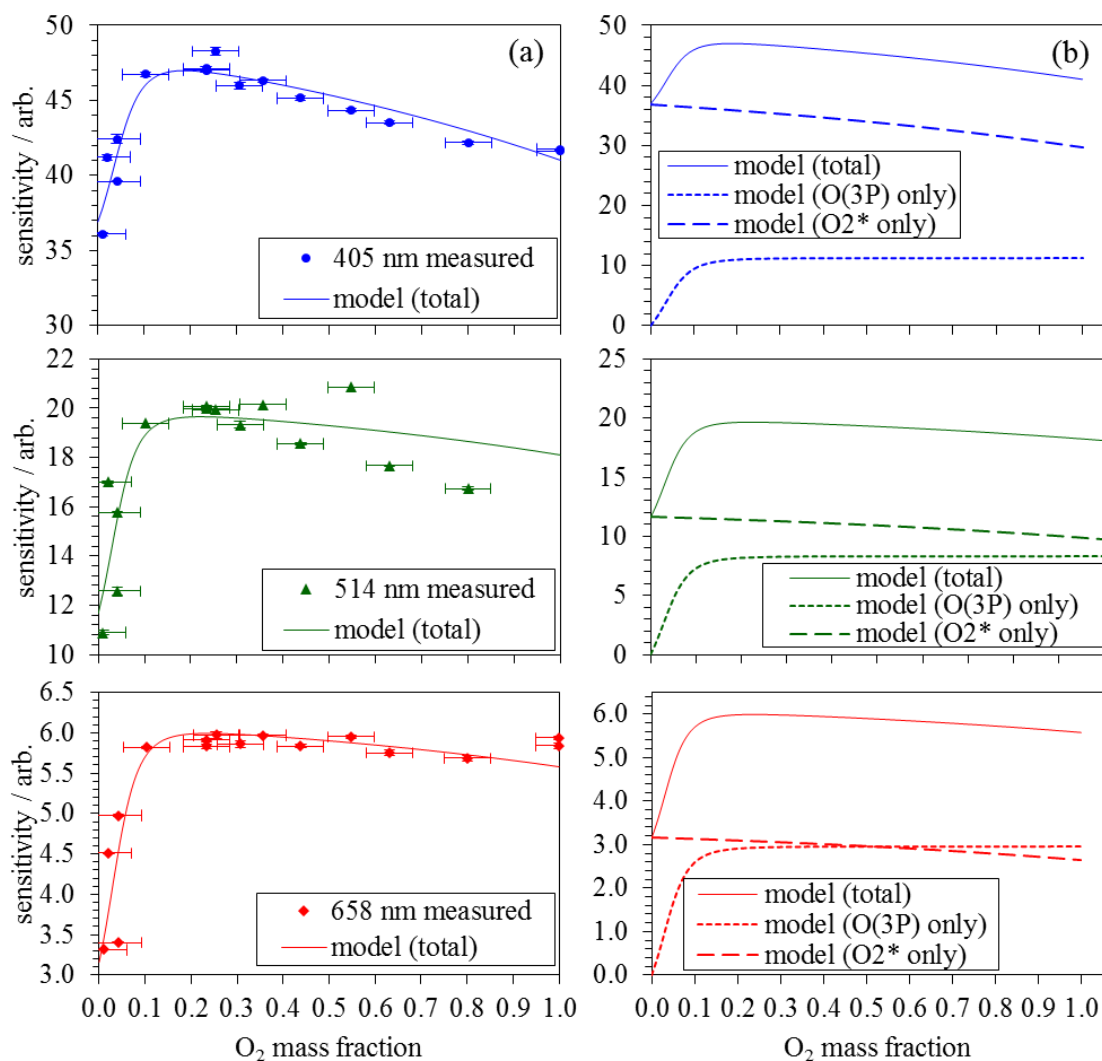 50
45
40
35
30
sensitivity / arb.
(a)
405 nm measured
model (total)
50
40
30
20
10
0
(b)
model (total)
model (O(3P) only)
model (O2* only)
22
20
18
16
14
12
10
sensitivity / arb.
514 nm measured
model (total)
25
20
15
10
5
0
model (total)
model (O(3P) only)
model (O2* only)
6.5
6.0
5.5
5.0
4.5
4.0
3.5
3.0
sensitivity / arb.
658 nm measured
model (total)
0.0 0.1 0.2 0.3 0.4 0.5 0.6 0.7 0.8 0.9 1.0
O₂ mass fraction
6.0
5.0
4.0
3.0
2.0
1.0
0.0
model (total)
model (O(3P) only)
model (O2* only)
0.0 0.1 0.2 0.3 0.4 0.5 0.6 0.7 0.8 0.9 1.0
O₂ mass fraction